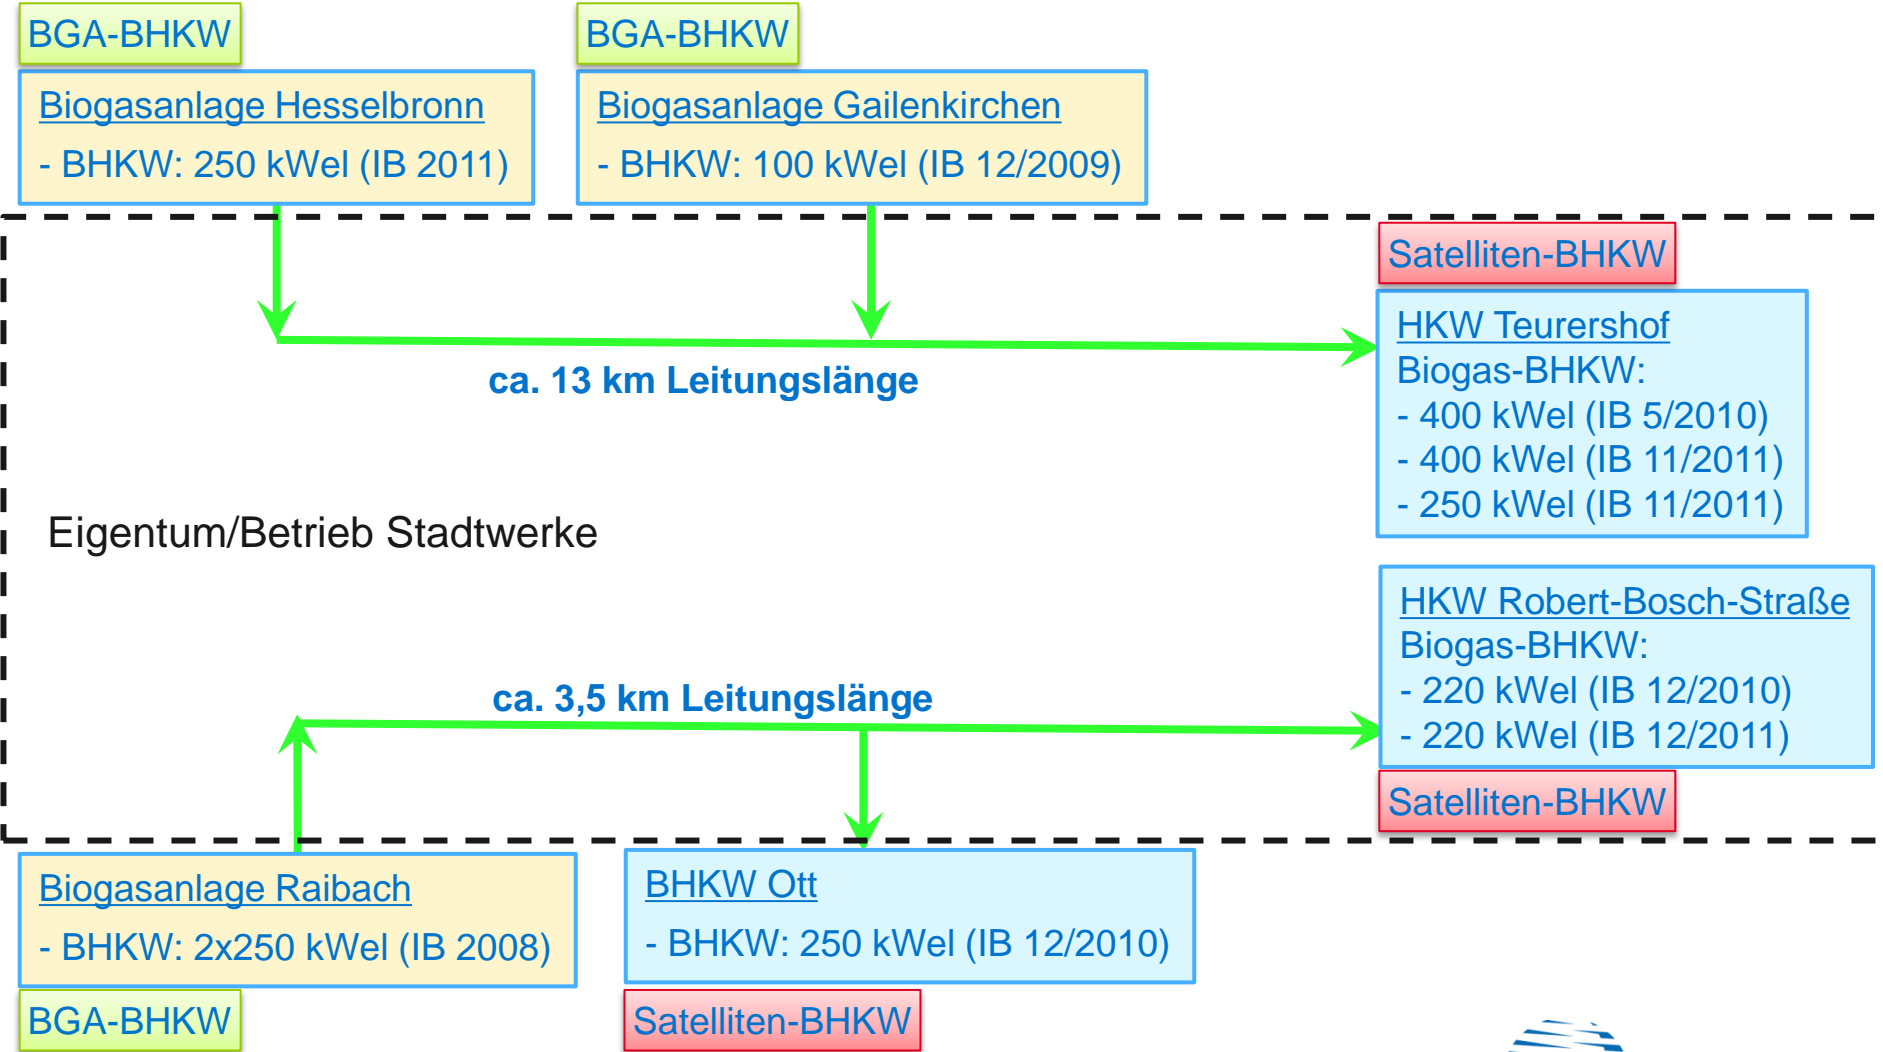 BGA-BHKW
Biogasanlage Hesselbronn
- BHKW: 250 kWel (IB 2011)
BGA-BHKW
Biogasanlage Gailenkirchen
- BHKW: 100 kWel (IB 12/2009)
Satelliten-BHKW
HKW Teurershof
Biogas-BHKW:
- 400 kWel (IB 5/2010)
- 400 kWel (IB 11/2011)
- 250 kWel (IB 11/2011)
ca. 13 km Leitungslänge
Eigentum/Betrieb Stadtwerke
HKW Robert-Bosch-Straße
Biogas-BHKW:
- 220 kWel (IB 12/2010)
- 220 kWel (IB 12/2011)
Satelliten-BHKW
ca. 3,5 km Leitungslänge
Biogasanlage Raibach
- BHKW: 2x250 kWel (IB 2008)
BGA-BHKW
BHKW Ott
- BHKW: 250 kWel (IB 12/2010)
Satelliten-BHKW